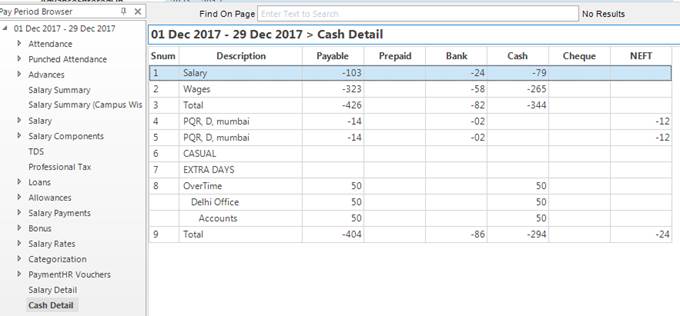 Pay Period Browser
Find On Page Enter Text to Search No Results
01 Dec 2017 - 29 Dec 2017
Attendance
Punched Attendance
Advances
Salary Summary
Salary Summary (Campus Wis
Salary
Salary Components
TDS
Professional Tax
Loans
Allowances
Salary Payments
Bonus
Salary Rates
Categorization
PaymentHR Vouchers
Salary Detail
Cash Detail
01 Dec 2017 - 29 Dec 2017 > Cash Detail
Snum Description Payable Prepaid Bank Cash Cheque NEFT
1 Salary -103 -24 -79
2 Wages -323 -58 -265
3 Total -426 -82 -344
4 PQR, D, mumbai -14 -02 -12
5 PQR, D, mumbai -14 -02 -12
6 CASUAL
7 EXTRA DAYS
8 OverTime 50 50
Delhi Office 50 50
Accounts 50 50
9 Total -404 -86 -294 -24